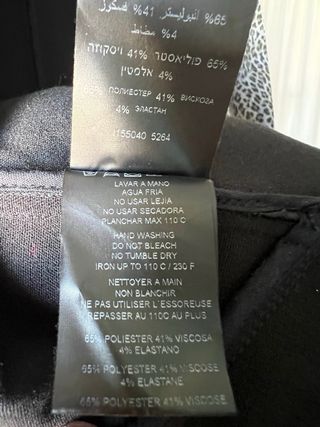 %65 انبوليستر %41 فسكوز
%4 مطاط
65% פוליאסטר 41% ויסקוזה
4% אלסטין
65% ПОЛИЕСТЕР 41% ВИСКОЗА
4% ЭЛАСТАН
I155040 5264
LAVAR A MANO
AGUA FRIA
NO USAR LEJIA
NO USAR SECADORA
PLANCHAR MAX 110 C
HAND WASHING
DO NOT BLEACH
NO TUMBLE DRY
IRON UP TO 110 C / 230 F
NETTOYER A MAIN
NON BLANCHIR
NE PAS UTILISER L'ESSOREUSE
REPASSER AU 110C AU PLUS
65% POLIESTER 41% VISCOSA
4% ELASTANO
65% POLYESTER 41% VISCOSE
4% ELASTANE
65% POLYESTER 41% VISCOSE